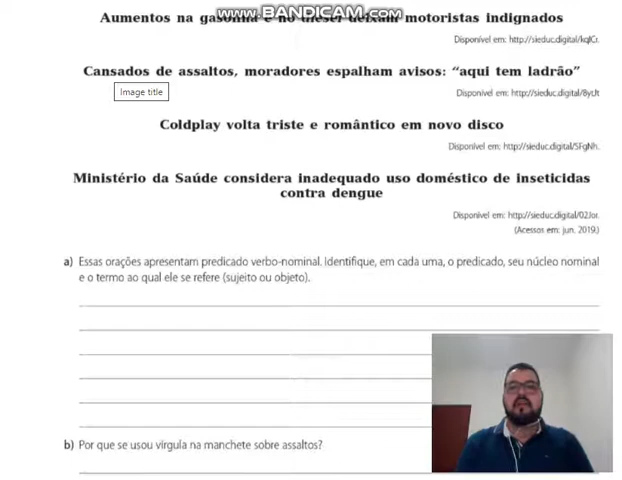 www.BANDICAM.com
Aumentos na gasolina e no diesel deixam motoristas indignados
Disponível em: http://sieduc.digital/kqICr.
Cansados de assaltos, moradores espalham avisos: “aqui tem ladrão”
Image title
Disponível em: http://sieduc.digital/8ytJt
Coldplay volta triste e romântico em novo disco
Disponível em: http://sieduc.digital/SFgNh.
Ministério da Saúde considera inadequado uso doméstico de inseticidas
contra dengue
Disponível em: http://sieduc.digital/02Jor.
(Acessos em: jun. 2019.)
a) Essas orações apresentam predicado verbo-nominal. Identifique, em cada uma, o predicado, seu núcleo nominal
e o termo ao qual ele se refere (sujeito ou objeto).
b) Por que se usou vírgula na manchete sobre assaltos?